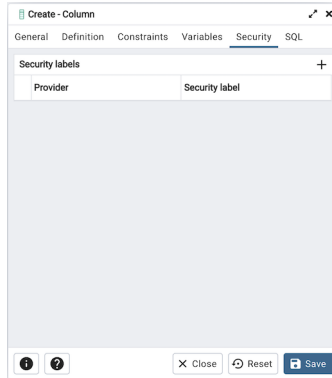 Create - Column
General Definition Constraints Variables Security SQL
Security labels
Provider Security label
Close Reset Save